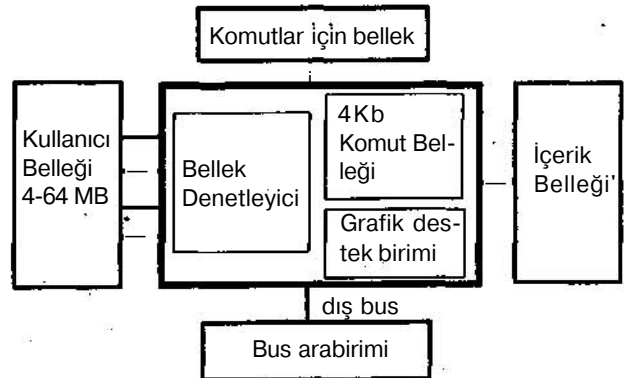 Komutlar için bellek
Kullanıcı
Belleği
4-64 MB
Bellek
Denetleyici
4Kb
Komut Bel-
leği
Grafik des-
tek birimi
İçerik
Belleği'
dış bus
Bus arabirimi